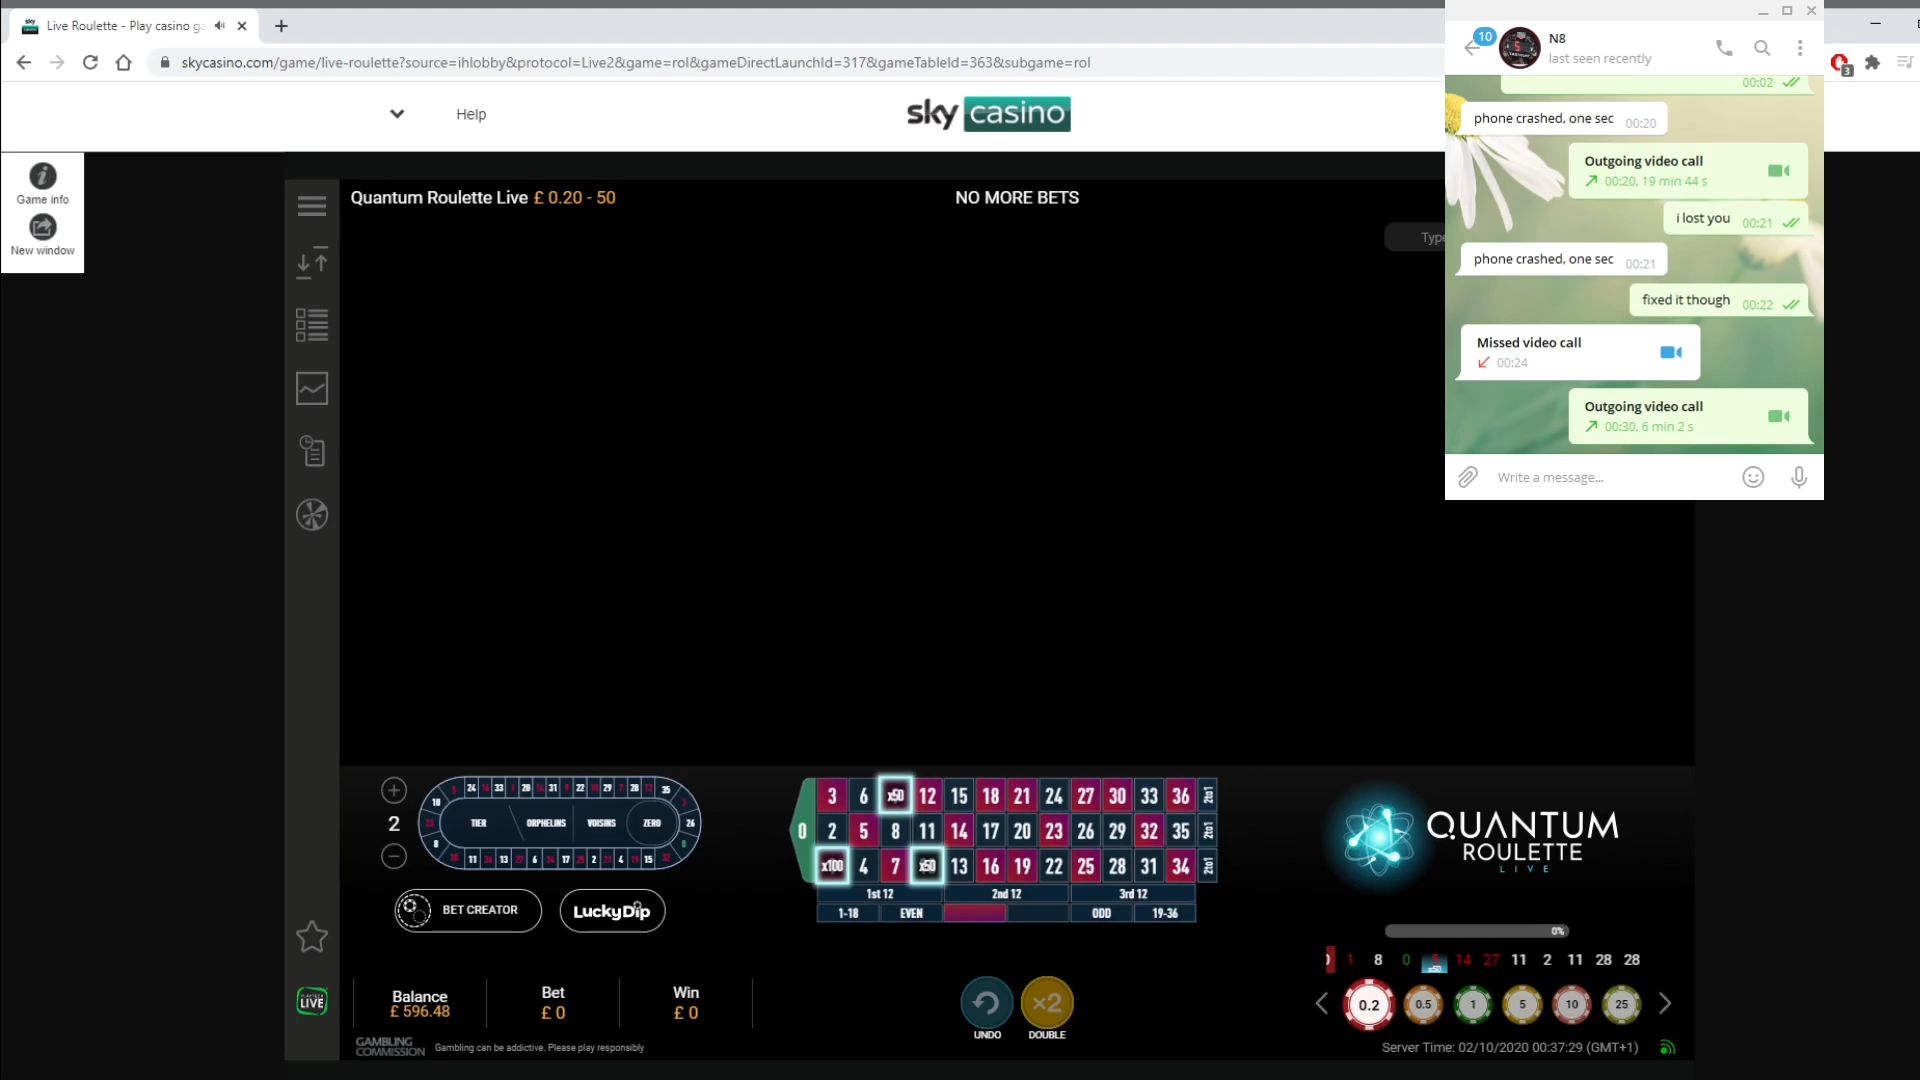 Live Roulette - Play casino ga
skycasino.com/game/live-roulette?source=ihlobby&protocol=Live2&game=rol&gameDirectLaunchId=317&gameTableId=363&subgame=rol
3
Help
sky casino
Game info
New window
Quantum Roulette Live £ 0.20 - 50
NO MORE BETS
Type
10
N8
last seen recently
00:02
phone crashed, one sec 00:20
Outgoing video call
00:20, 19 min 44 s
i lost you 00:21
phone crashed, one sec 00:21
fixed it though 00:22
Missed video call
00:24
Outgoing video call
00:30, 6 min 2 s
Write a message...
2
TIER ORPHELINS VOISINS ZERO
BET CREATOR
LuckyDip
3 6 x50 12 15 18 21 24 27 30 33 36 2to1
0 2 5 8 11 14 17 20 23 26 29 32 35 2to1
x100 4 7 x50 13 16 19 22 25 28 31 34 2to1
1st 12 2nd 12 3rd 12
1-18 EVEN ODD 19-36
QUANTUM
ROULETTE
LIVE
0%
1 8 0 5 14 27 11 2 11 28 28
x50
LIVE
Balance
£ 596.48
Bet
£ 0
Win
£ 0
UNDO
×2
DOUBLE
0.2 0.5 1 5 10 25
GAMBLING
COMMISSION
Gambling can be addictive. Please play responsibly
Server Time: 02/10/2020 00:37:29 (GMT+1)